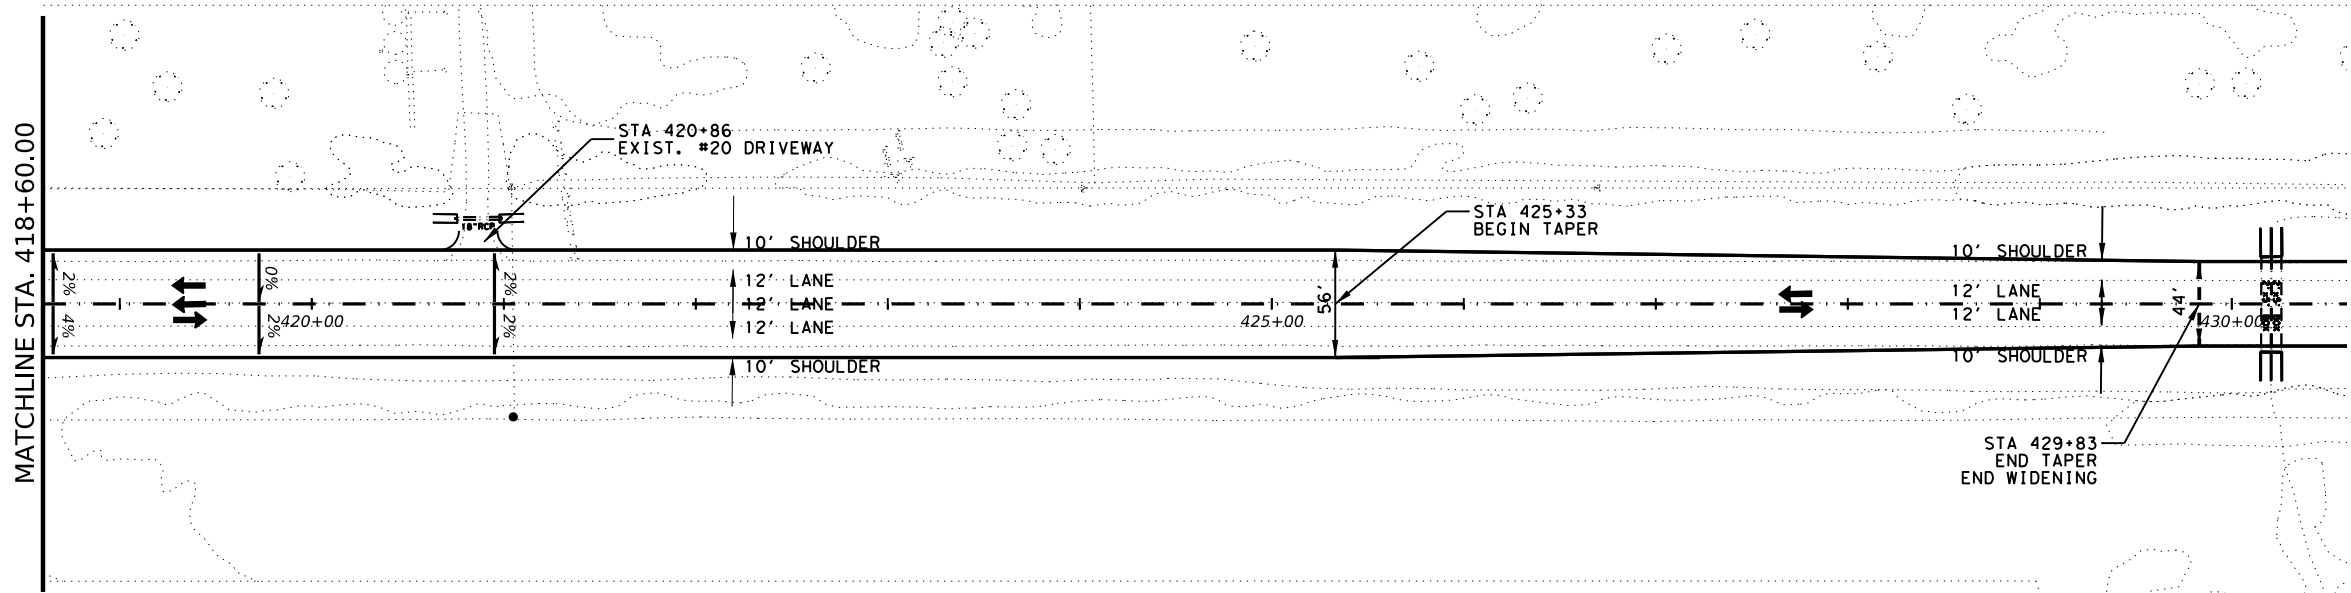 MATCHLINE STA. 418+60.00
STA 420+86
EXIST. #20 DRIVEWAY
18"RCP
STA 425+33
BEGIN TAPER
10' SHOULDER
10' SHOULDER
2%
0%
2%
12' LANE
12' LANE
12' LANE
56'
12' LANE
12' LANE
44'
4%
2%
420+00
2%
425+00
430+00
10' SHOULDER
10' SHOULDER
STA 429+83
END TAPER
END WIDENING